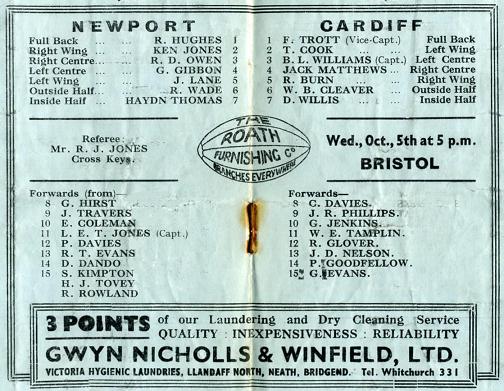 NEWPORT
Full Back ... ... R. HUGHES 1
Right Wing ... KEN JONES 2
Right Centre... R. D. OWEN 3
Left Centre ... G. GIBBON 4
Left Wing ... J. LANE 5
Outside Half... R. WADE 6
Inside Half HAYDN THOMAS 7
CARDIFF
1 F. TROTT (Vice-Capt.) Full Back
2 T. COOK ... ... Left Wing
3 B. L. WILLIAMS (Capt.) Left Centre
4 JACK MATTHEWS ... Right Centre
5 R. BURN ... Right Wing
6 W. B. CLEAVER ... Outside Half
7 D. WILLIS ... ... Inside Half
Referee:
Mr. R. J. JONES
Cross Keys.
THE
ROATH
FURNISHING Co
BRANCHES EVERYWHERE
Wed., Oct., 5th at 5 p.m.
BRISTOL
Forwards (from)—
8 G. HIRST
9 J. TRAVERS
10 E. COLEMAN
11 L. E. T. JONES (Capt.)
12 P. DAVIES
13 R. T. EVANS
14 D. DANDO
15 S. KIMPTON
H. J. TOVEY
R. ROWLAND
Forwards—
8 C. DAVIES.
9 J. R. PHILLIPS.
10 G. JENKINS.
11 W. E. TAMPLIN.
12 R. GLOVER.
13 J. D. NELSON.
14 P. GOODFELLOW.
15 G. EVANS.
3 POINTS of our Laundering and Dry Cleaning Service
QUALITY : INEXPENSIVENESS : RELIABILITY
GWYN NICHOLLS & WINFIELD, LTD.
VICTORIA HYGIENIC LAUNDRIES, LLANDAFF NORTH, NEATH, BRIDGEND. Tel. Whitchurch 331